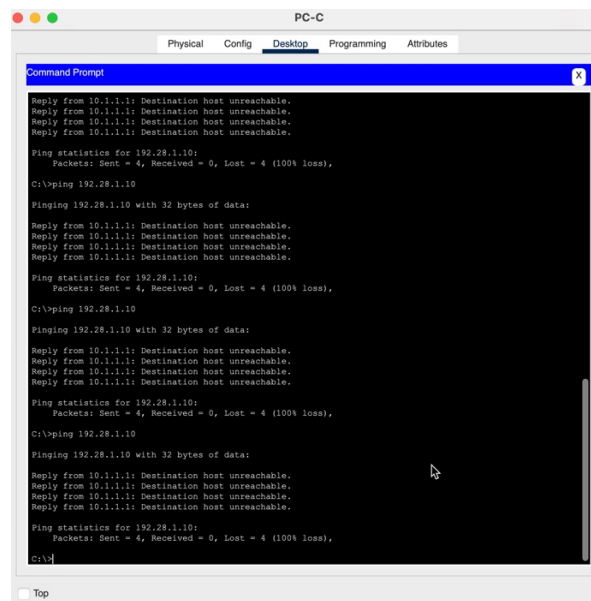 PC-C
Physical Config Desktop Programming Attributes
Command Prompt
X
Reply from 10.1.1.1: Destination host unreachable.
Reply from 10.1.1.1: Destination host unreachable.
Reply from 10.1.1.1: Destination host unreachable.
Reply from 10.1.1.1: Destination host unreachable.
Ping statistics for 192.28.1.10:
Packets: Sent = 4, Received = 0, Lost = 4 (100% loss),
C:\>ping 192.28.1.10
Pinging 192.28.1.10 with 32 bytes of data:
Reply from 10.1.1.1: Destination host unreachable.
Reply from 10.1.1.1: Destination host unreachable.
Reply from 10.1.1.1: Destination host unreachable.
Reply from 10.1.1.1: Destination host unreachable.
Ping statistics for 192.28.1.10:
Packets: Sent = 4, Received = 0, Lost = 4 (100% loss),
C:\>ping 192.28.1.10
Pinging 192.28.1.10 with 32 bytes of data:
Reply from 10.1.1.1: Destination host unreachable.
Reply from 10.1.1.1: Destination host unreachable.
Reply from 10.1.1.1: Destination host unreachable.
Reply from 10.1.1.1: Destination host unreachable.
Ping statistics for 192.28.1.10:
Packets: Sent = 4, Received = 0, Lost = 4 (100% loss),
C:\>ping 192.28.1.10
Pinging 192.28.1.10 with 32 bytes of data:
Reply from 10.1.1.1: Destination host unreachable.
Reply from 10.1.1.1: Destination host unreachable.
Reply from 10.1.1.1: Destination host unreachable.
Reply from 10.1.1.1: Destination host unreachable.
Ping statistics for 192.28.1.10:
Packets: Sent = 4, Received = 0, Lost = 4 (100% loss),
C:\>
Top